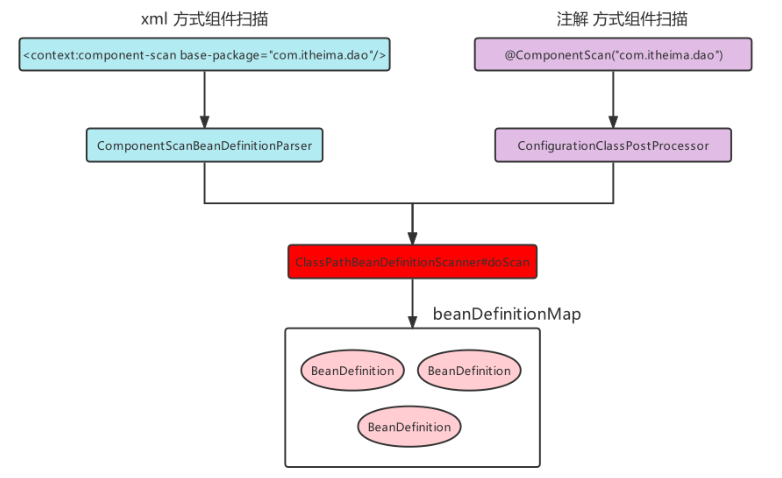 xml 方式组件扫描
注解 方式组件扫描
<context:component-scan base-package="com.itheima.dao"/>
@ComponentScan("com.itheima.dao")
ComponentScanBeanDefinitionParser
ConfigurationClassPostProcessor
ClassPathBeanDefinitionScanner#doScan
beanDefinitionMap
BeanDefinition
BeanDefinition
BeanDefinition